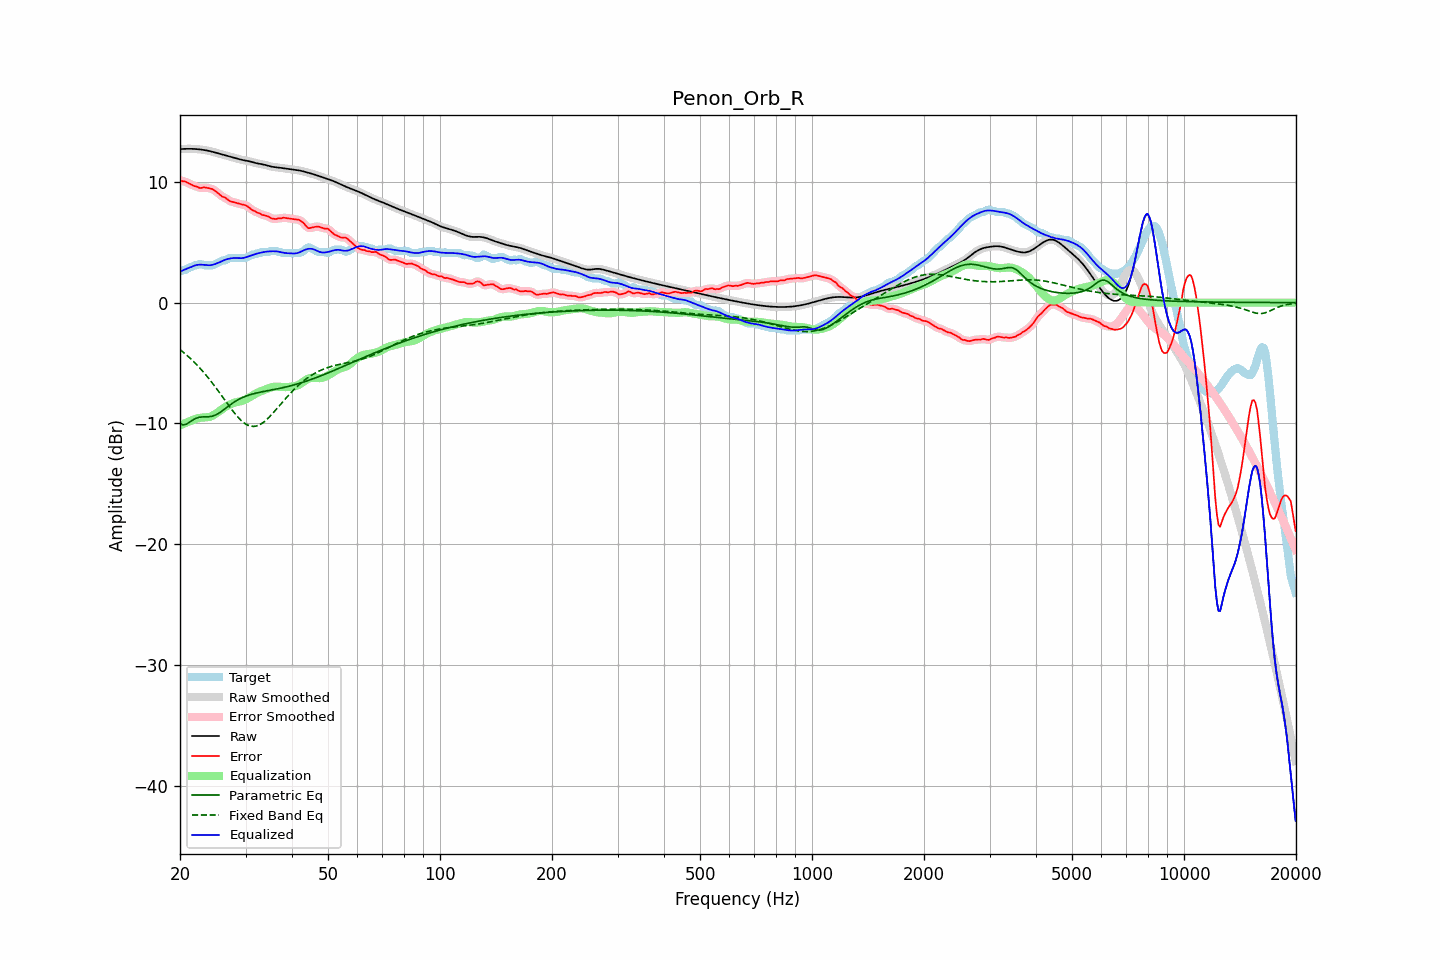 Penon_Orb_R
Amplitude (dBr)
10
0
−10
−20
−30
−40
Target
Raw Smoothed
Error Smoothed
Raw
Error
Equalization
Parametric Eq
Fixed Band Eq
Equalized
20 50 100 200 500 1000 2000 5000 10000 20000
Frequency (Hz)